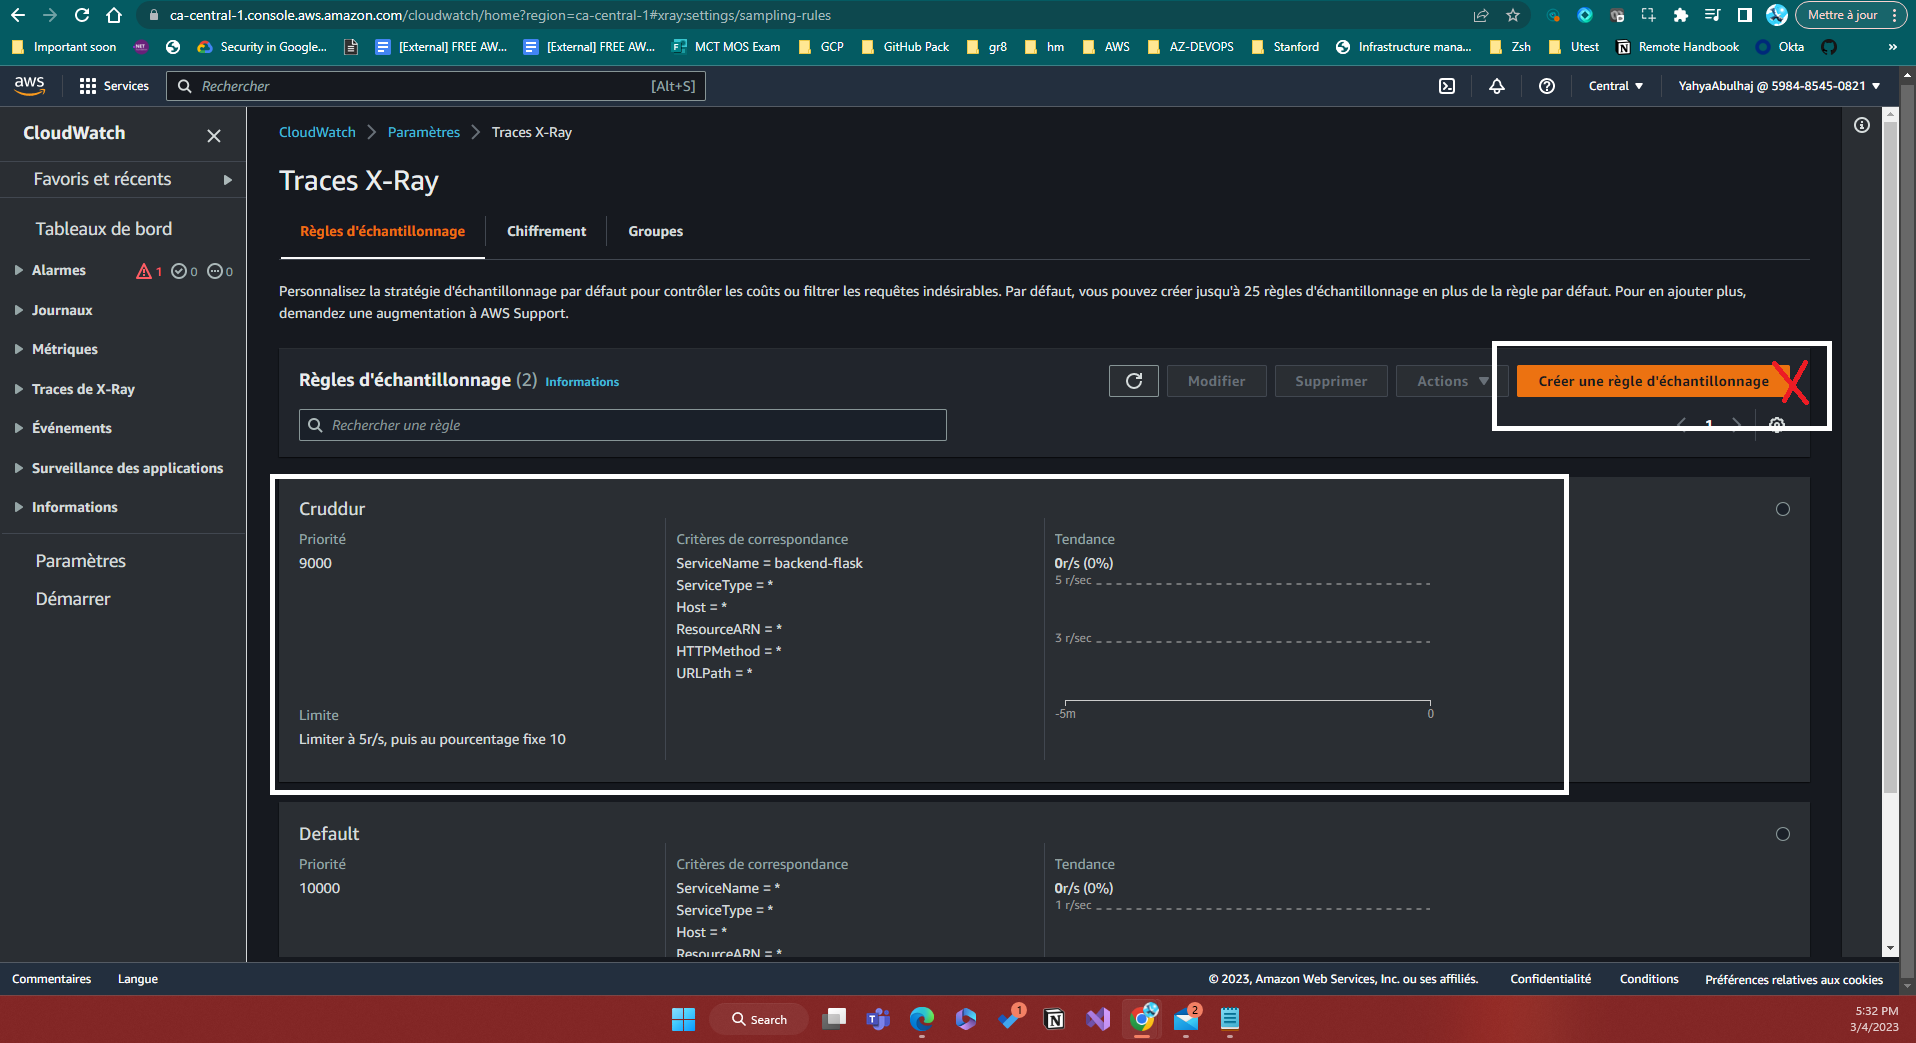 ca-central-1.console.aws.amazon.com/cloudwatch/home?region=ca-central-1#xray:settings/sampling-rules
Mettre à jour
Important soon
.NET
Security in Google...
[External] FREE AW...
[External] FREE AW...
MCT MOS Exam
GCP
GitHub Pack
gr8
hm
AWS
AZ-DEVOPS
Stanford
Infrastructure mana...
Zsh
Utest
Remote Handbook
Okta
»
aws
Services
Rechercher
[Alt+S]
Central
YahyaAbulhaj @ 5984-8545-0821
CloudWatch
Favoris et récents
Tableaux de bord
Alarmes 1 0 0
Journaux
Métriques
Traces de X-Ray
Événements
Surveillance des applications
Informations
Paramètres
Démarrer
CloudWatch
Paramètres
Traces X-Ray
Traces X-Ray
Règles d'échantillonnage
Chiffrement
Groupes
Personnalisez la stratégie d'échantillonnage par défaut pour contrôler les coûts ou filtrer les requêtes indésirables. Par défaut, vous pouvez créer jusqu'à 25 règles d'échantillonnage en plus de la règle par défaut. Pour en ajouter plus,
demandez une augmentation à AWS Support.
Règles d'échantillonnage (2) Informations
Modifier
Supprimer
Actions
Créer une règle d'échantillonnage
Rechercher une règle
1
Cruddur
Priorité
9000
Limite
Limiter à 5r/s, puis au pourcentage fixe 10
Critères de correspondance
ServiceName = backend-flask
ServiceType = *
Host = *
ResourceARN = *
HTTPMethod = *
URLPath = *
Tendance
0r/s (0%)
5 r/sec
3 r/sec
-5m
0
Default
Priorité
10000
Critères de correspondance
ServiceName = *
ServiceType = *
Host = *
ResourceARN = *
Tendance
0r/s (0%)
1 r/sec
Commentaires
Langue
© 2023, Amazon Web Services, Inc. ou ses affiliés.
Confidentialité
Conditions
Préférences relatives aux cookies
Search
1
2
5:32 PM
3/4/2023